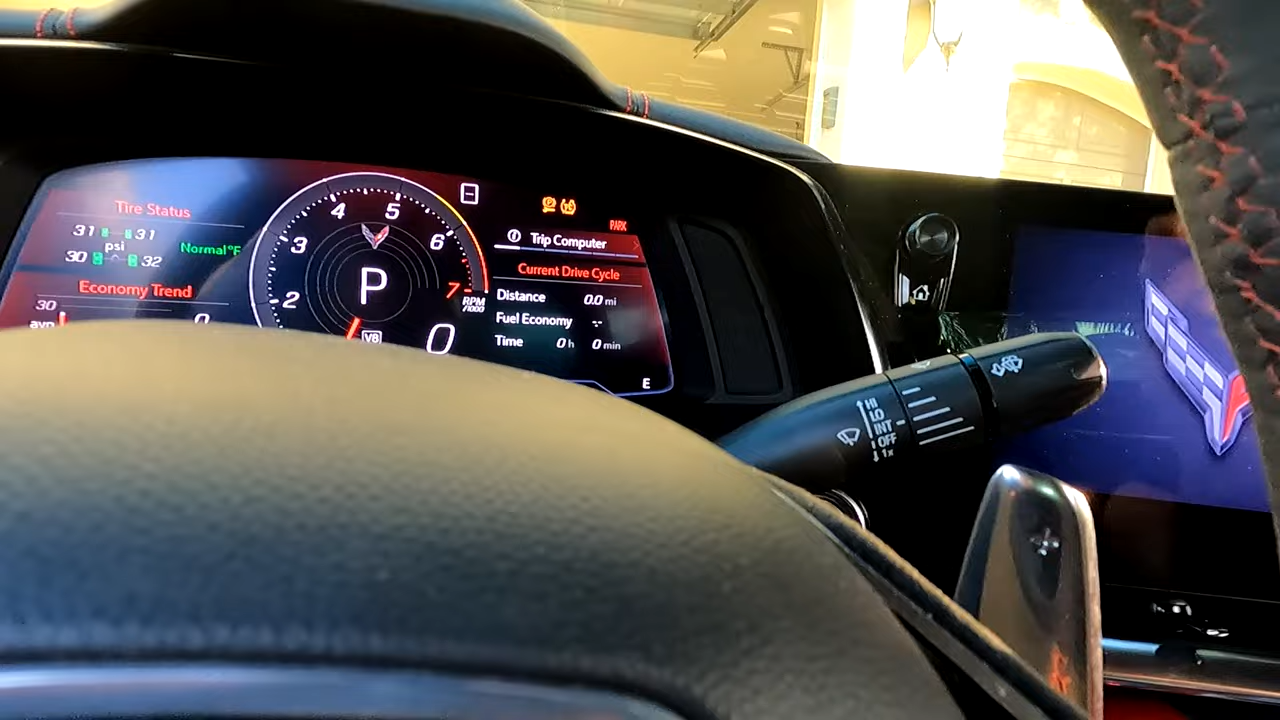 Tire Status
31 31
psi
30 32
Normal°F
Economy Trend
30
avg
0
2 3 4 5 6 7
P
RPM
/1000
V8
0
PARK
Trip Computer
Current Drive Cycle
Distance 0.0 mi
Fuel Economy -.-
Time 0 h 0 min
E
HI
LO
INT
OFF
1x
+